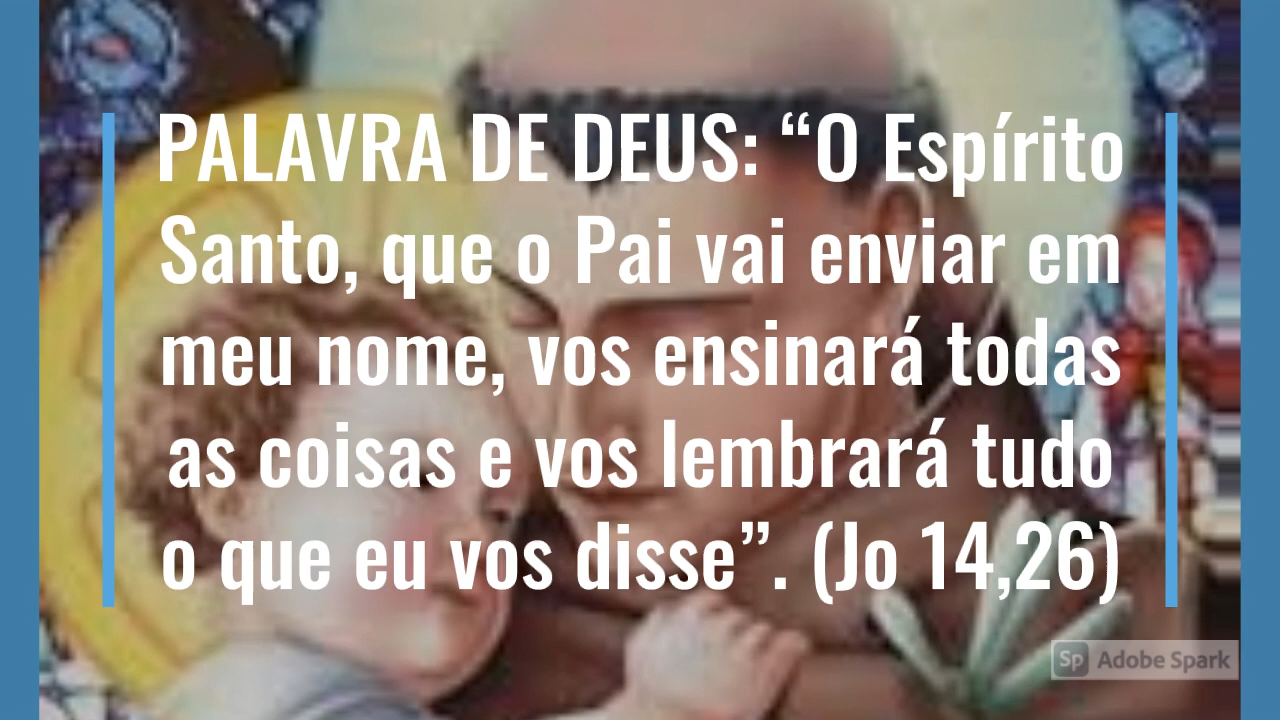 PALAVRA DE DEUS: “O Espírito
Santo, que o Pai vai enviar em
meu nome, vos ensinará todas
as coisas e vos lembrará tudo
o que eu vos disse”. (Jo 14,26)
Sp Adobe Spark